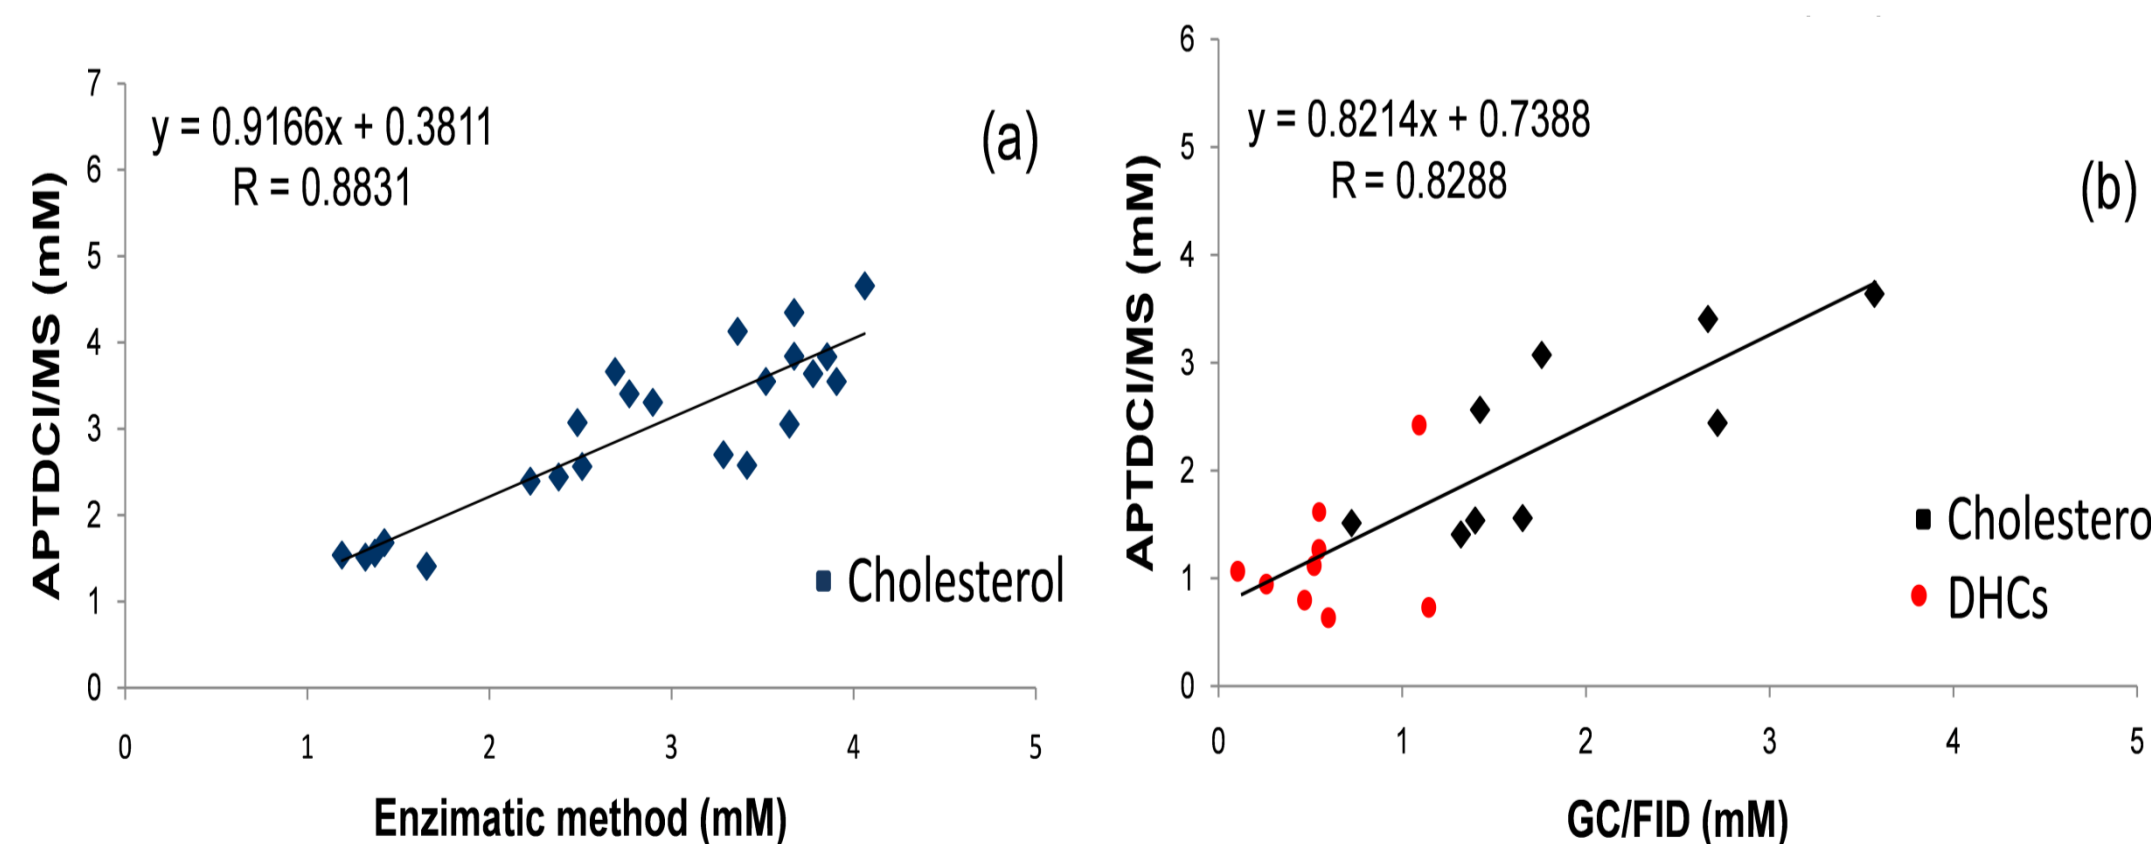 y = 0.9166x + 0.3811
R = 0.8831
(a)
APTDCI/MS (mM)
7
6
5
4
3
2
1
0
Cholesterol
0 1 2 3 4 5
Enzimatic method (mM)
y = 0.8214x + 0.7388
R = 0.8288
(b)
APTDCI/MS (mM)
6
5
4
3
2
1
0
Cholestero
DHCs
0 1 2 3 4 5
GC/FID (mM)